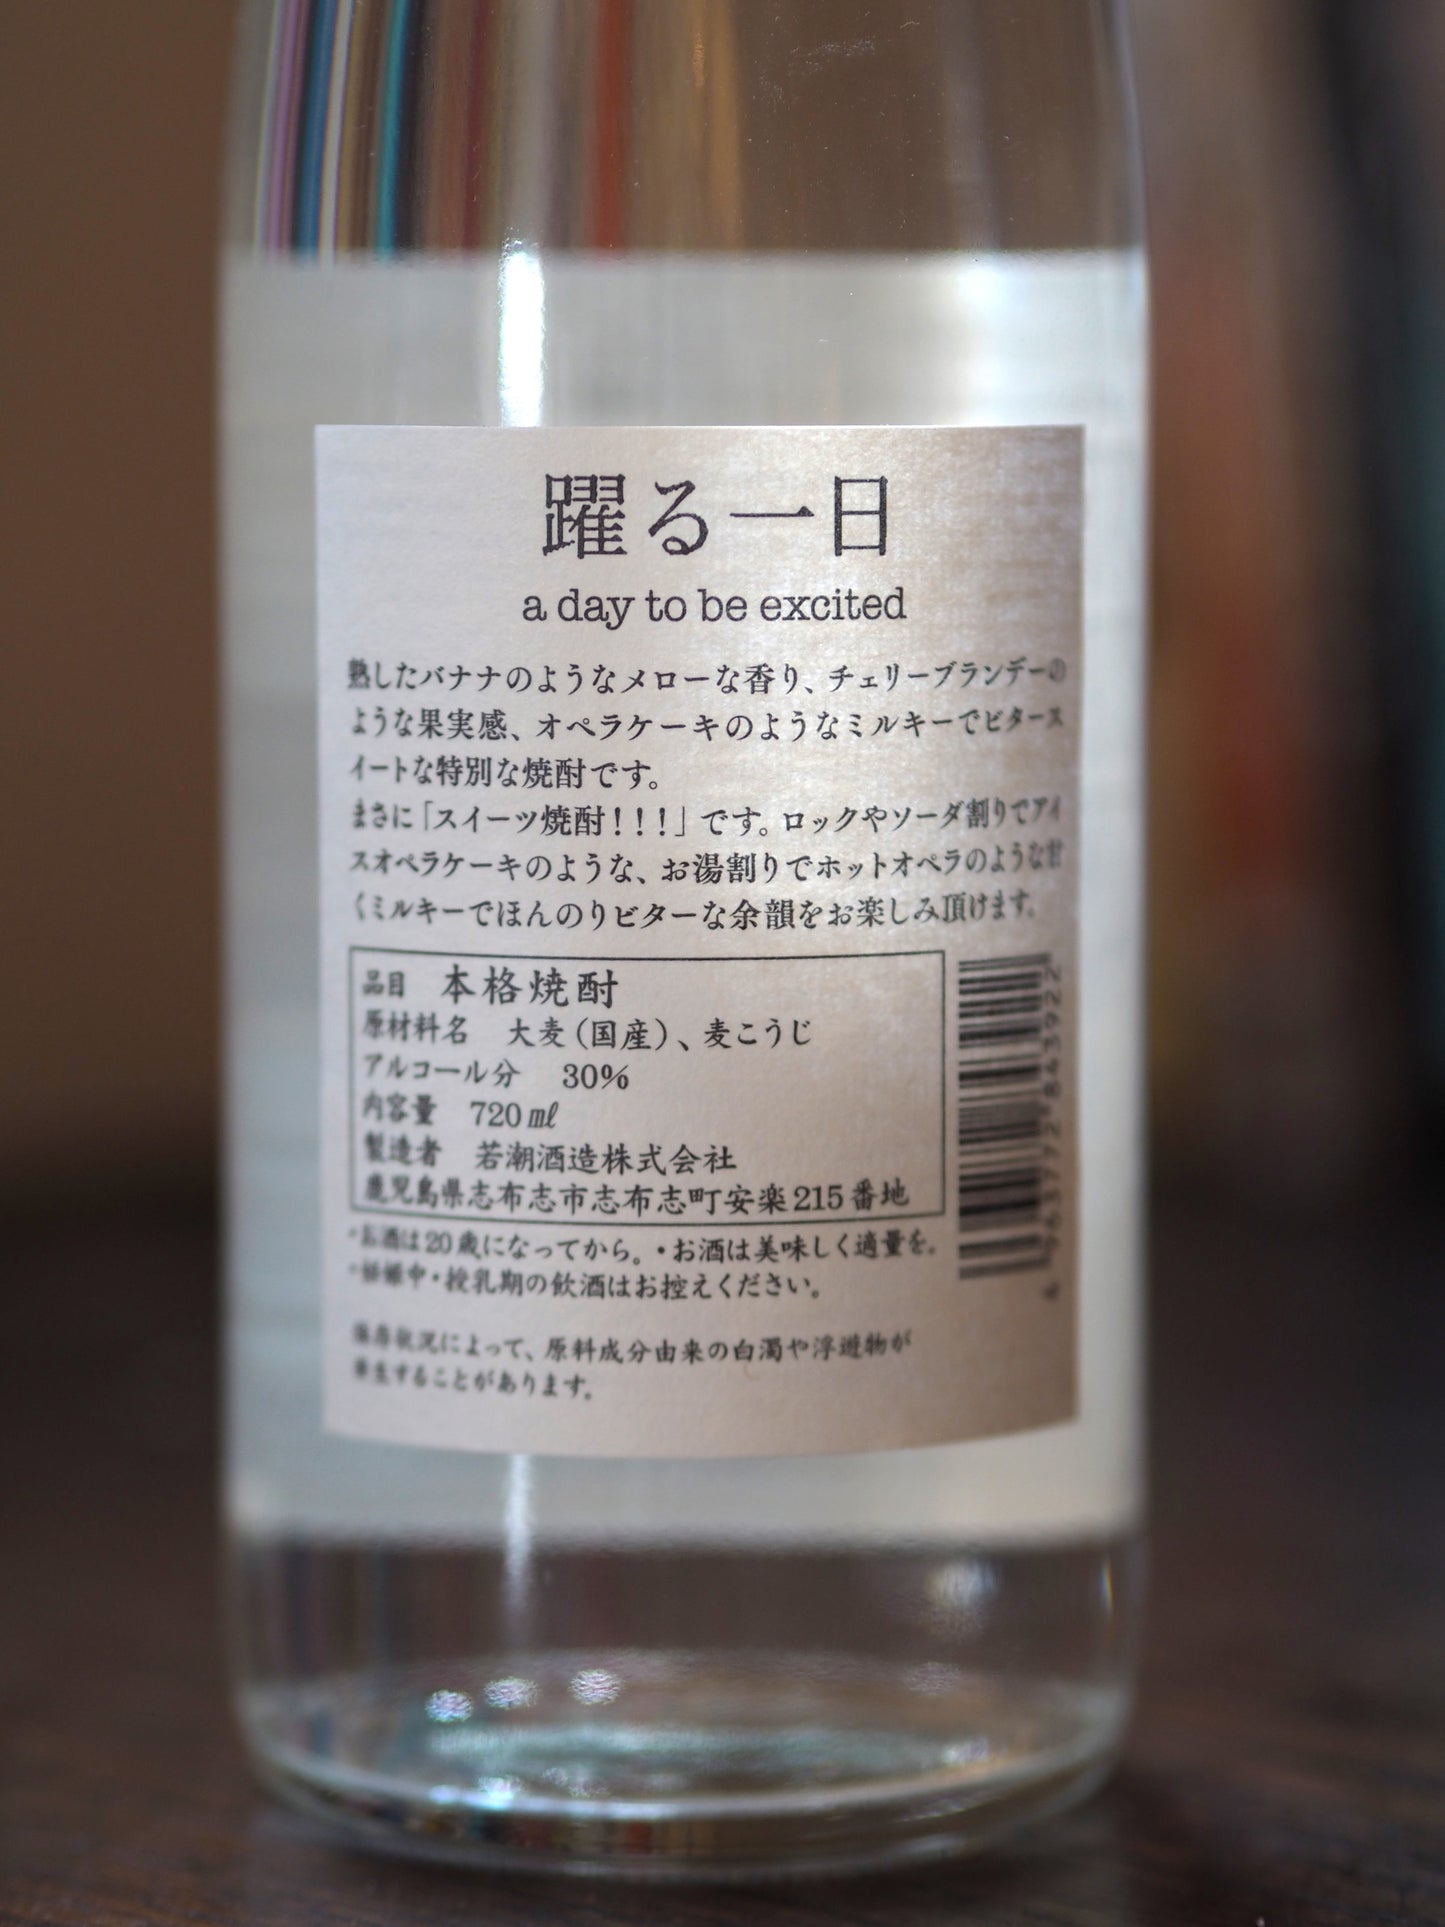 躍る一日
a day to be excited
熟したバナナのようなメローな香り、チェリーブランデーの
ような果実感、オペラケーキのようなミルキーでビタース
イートな特別な焼酎です。
まさに「スイーツ焼酎！！！」です。ロックやソーダ割りでアイ
スオペラケーキのような、お湯割りでホットオペラのような甘
くミルキーでほんのりビターな余韻をお楽しみ頂けます。
品目 本格焼酎
原材料名 大麦（国産）、麦こうじ
アルコール分 30%
内容量 720㎖
製造者 若潮酒造株式会社
鹿児島県志布志市志布志町安楽215番地
・お酒は20歳になってから。・お酒は美味しく適量を。
・妊娠中・授乳期の飲酒はお控えください。
保存状況によって、原料成分由来の白濁や浮遊物が
発生することがあります。
4 963772 863922